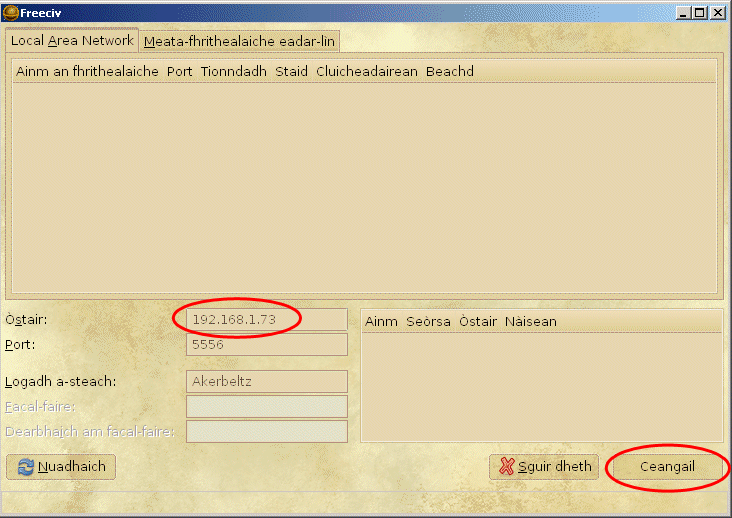 Freeciv
Local Area Network Meata-fhrithealaiche eadar-lìn
Ainm an fhrithealaiche Port Tionndadh Staid Cluicheadairean Beachd
Òstair: 192.168.1.73
Port: 5556
Logadh a-steach: Akerbeltz
Facal-faire:
Dearbhaich am facal-faire:
Ainm Seòrsa Òstair Nàisean
Nuadhaich Sguir dheth Ceangail